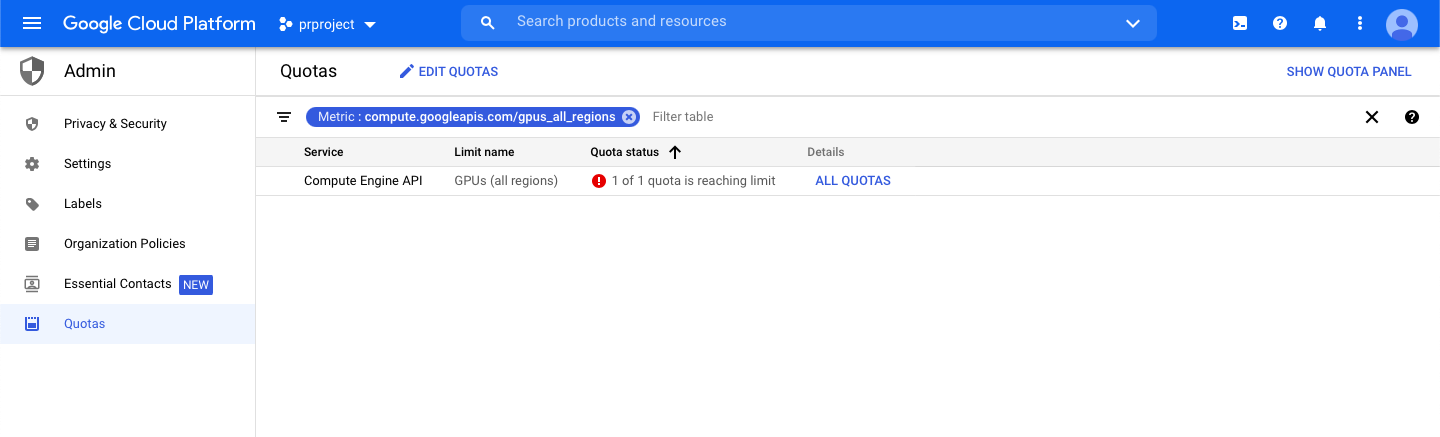 Google Cloud Platform
prproject
Search products and resources
Admin
Quotas
EDIT QUOTAS
SHOW QUOTA PANEL
Privacy & Security
Settings
Labels
Organization Policies
Essential Contacts NEW
Quotas
Metric : compute.googleapis.com/gpus_all_regions
Filter table
Service Limit name Quota status Details
Compute Engine API GPUs (all regions) 1 of 1 quota is reaching limit ALL QUOTAS